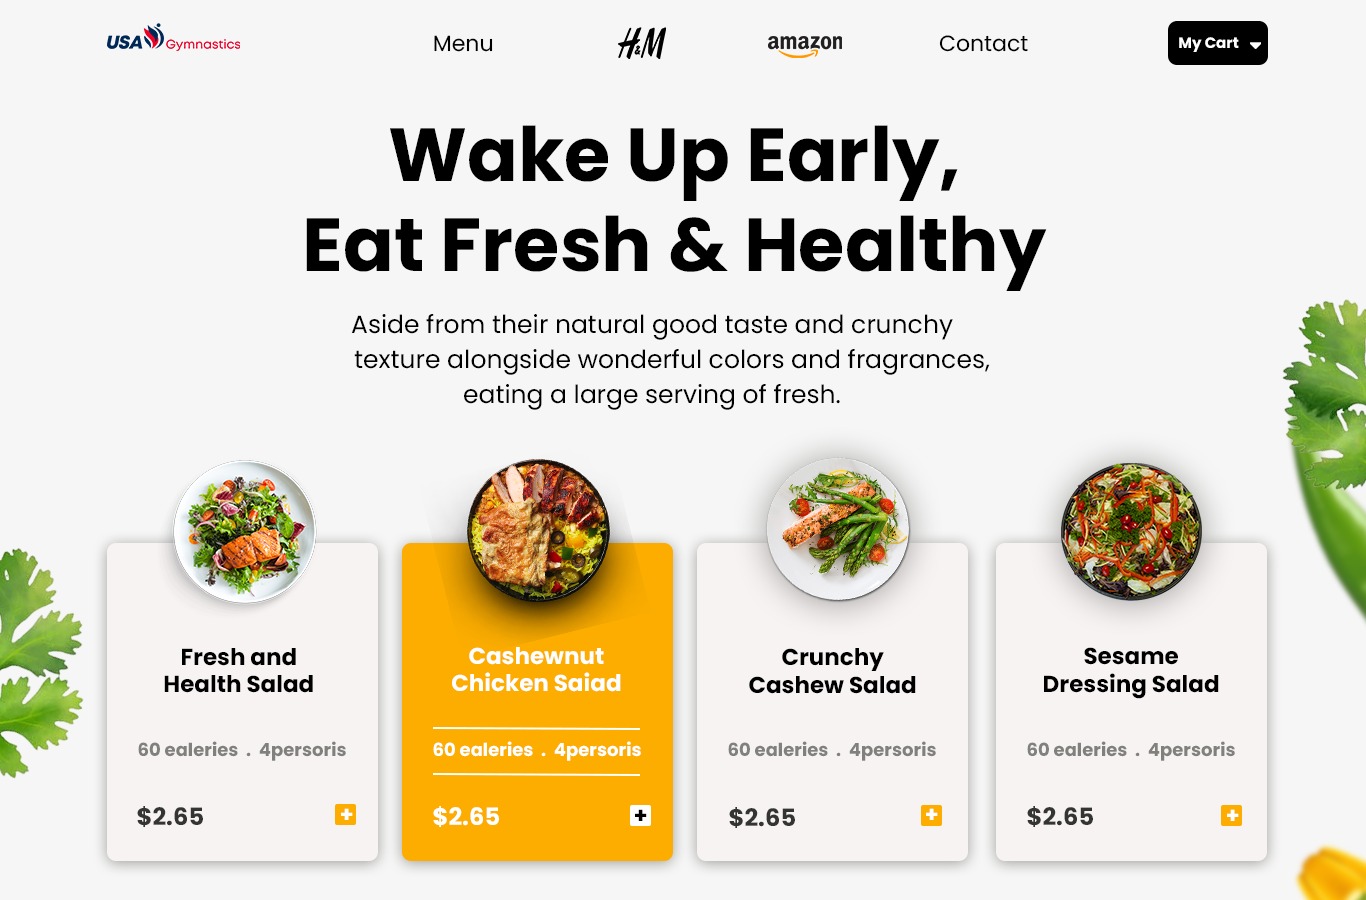 USA Gymnastics
Menu
H&M
amazon
Contact
My Cart
Wake Up Early,
Eat Fresh & Healthy
Aside from their natural good taste and crunchy
texture alongside wonderful colors and fragrances,
eating a large serving of fresh.
Fresh and
Health Salad
60 ealeries . 4persoris
$2.65
+
Cashewnut
Chicken Saiad
60 ealeries . 4persoris
$2.65
+
Crunchy
Cashew Salad
60 ealeries . 4persoris
$2.65
+
Sesame
Dressing Salad
60 ealeries . 4persoris
$2.65
+